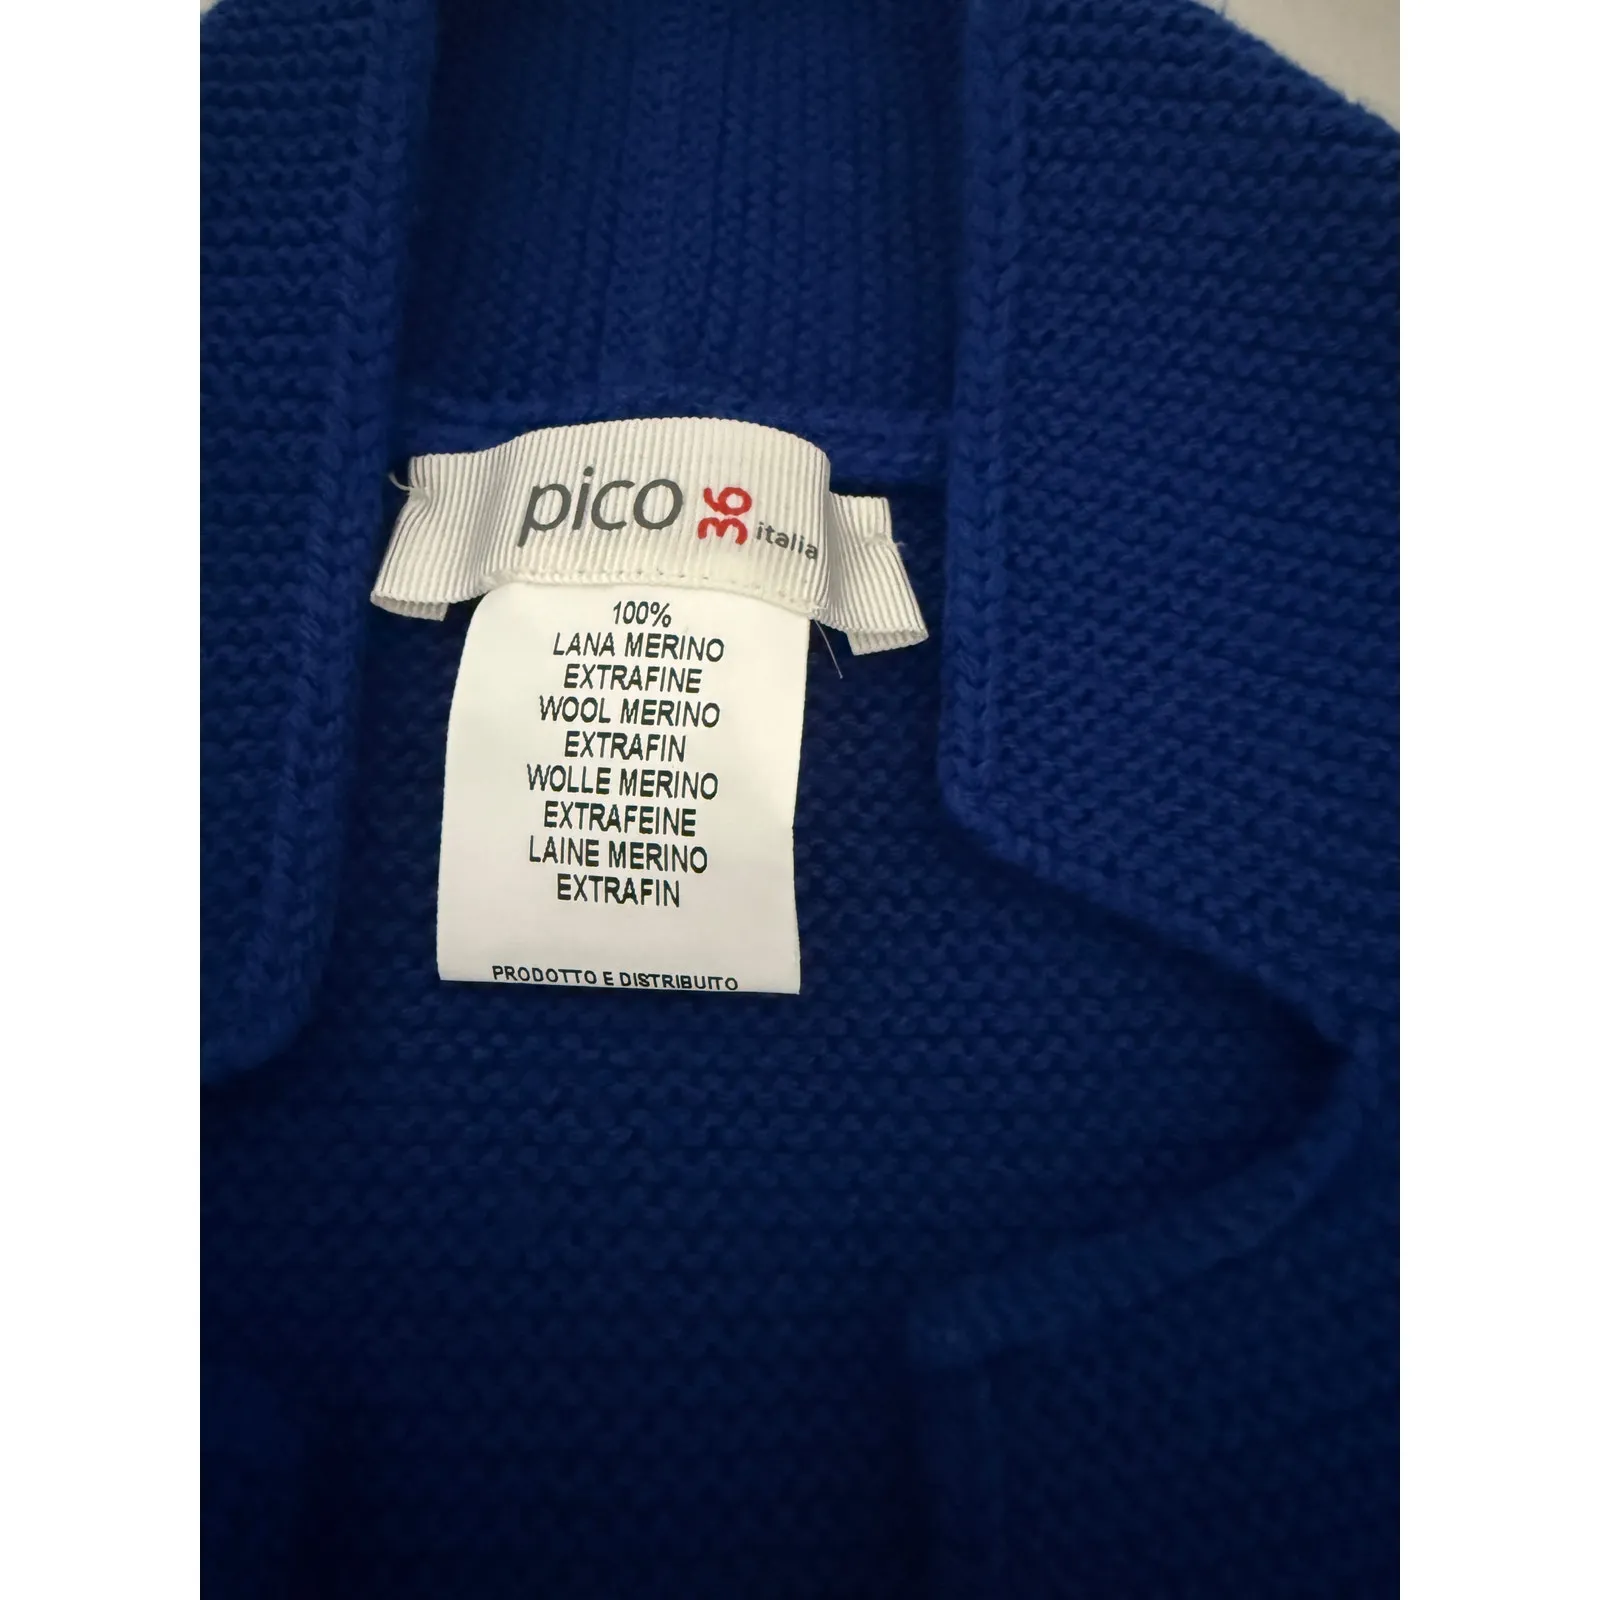 pico 36 italia
100%
LANA MERINO
EXTRAFINE
WOOL MERINO
EXTRAFIN
WOLLE MERINO
EXTRAFEINE
LAINE MERINO
EXTRAFIN
PRODOTTO E DISTRIBUITO